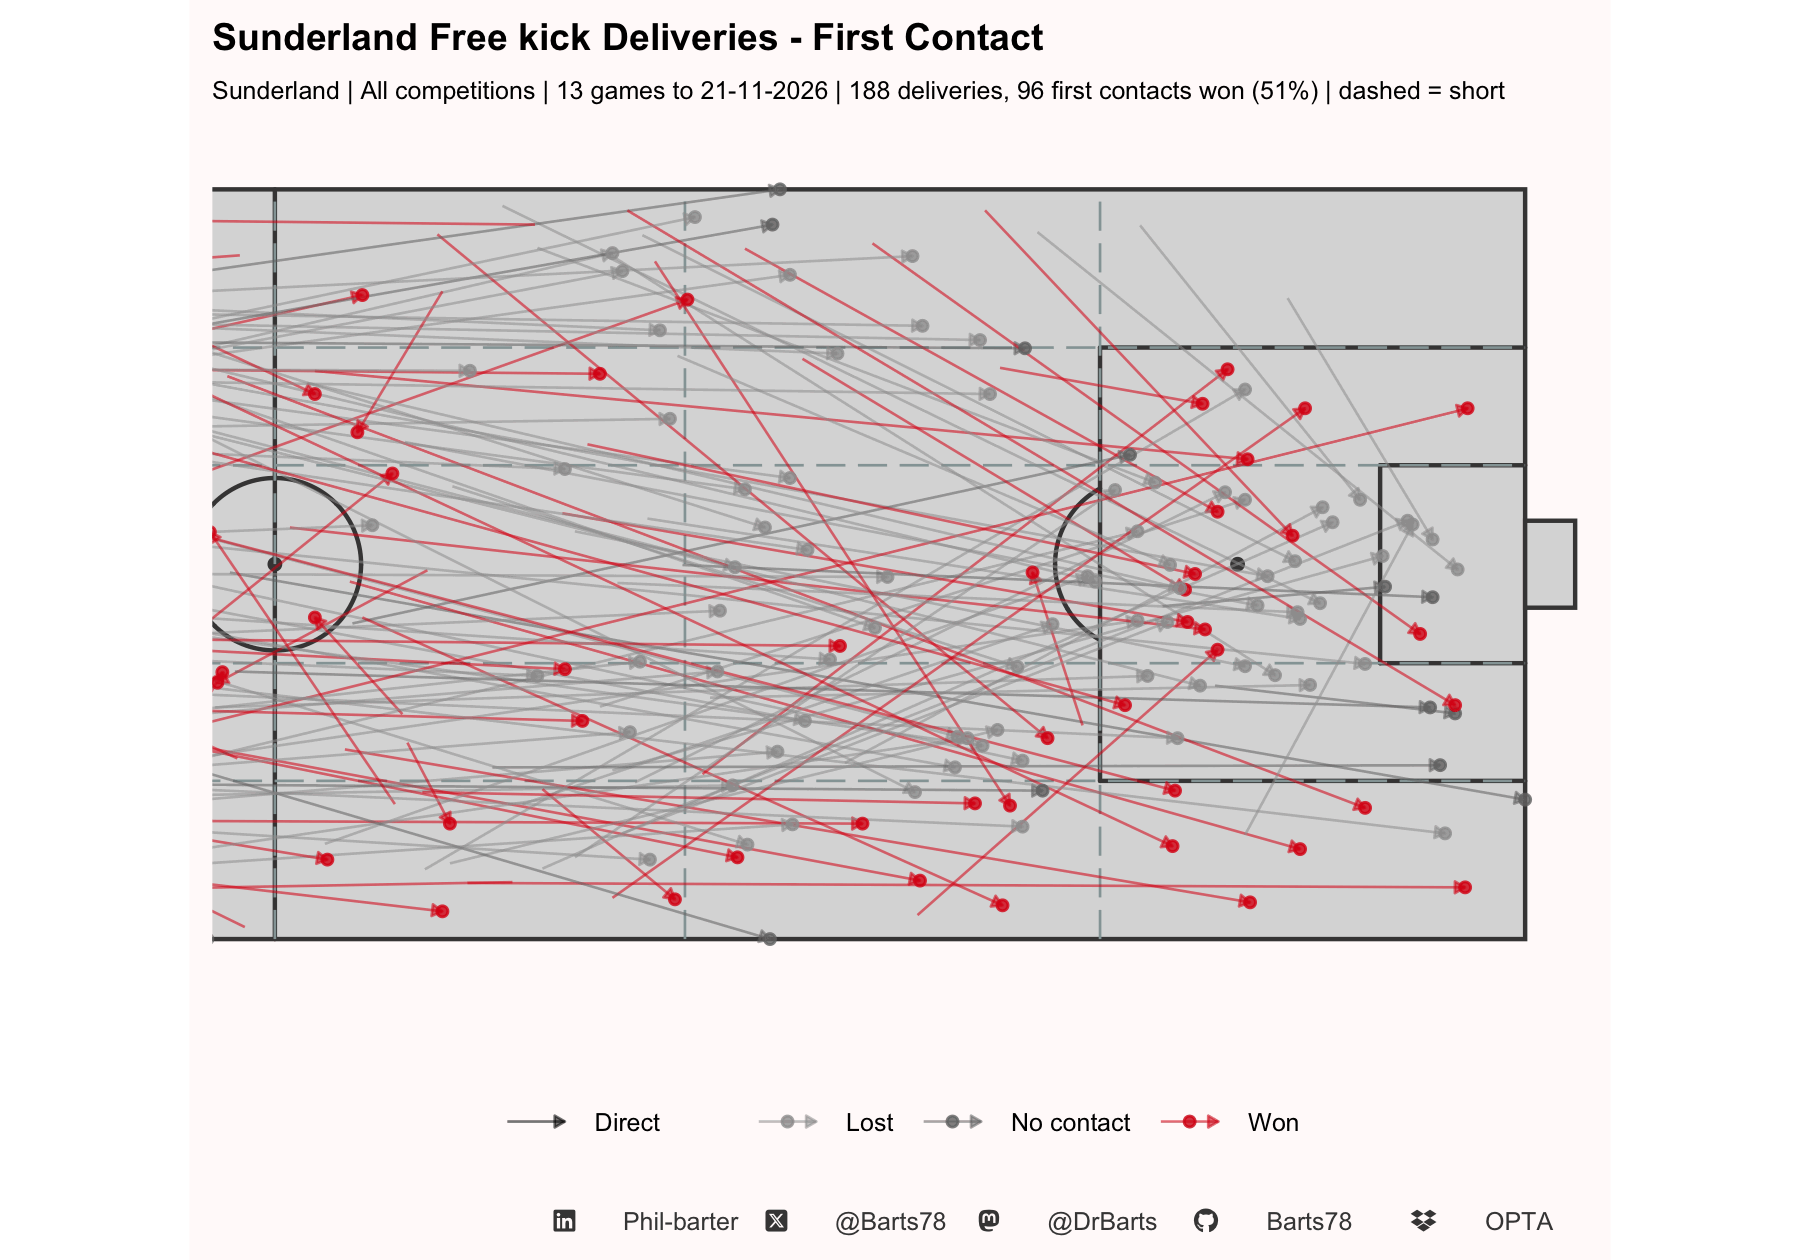 Sunderland Free kick Deliveries - First Contact
Sunderland | All competitions | 13 games to 21-11-2026 | 188 deliveries, 96 first contacts won (51%) | dashed = short
Direct Lost No contact Won
Phil-barter @Barts78 @DrBarts Barts78 OPTA